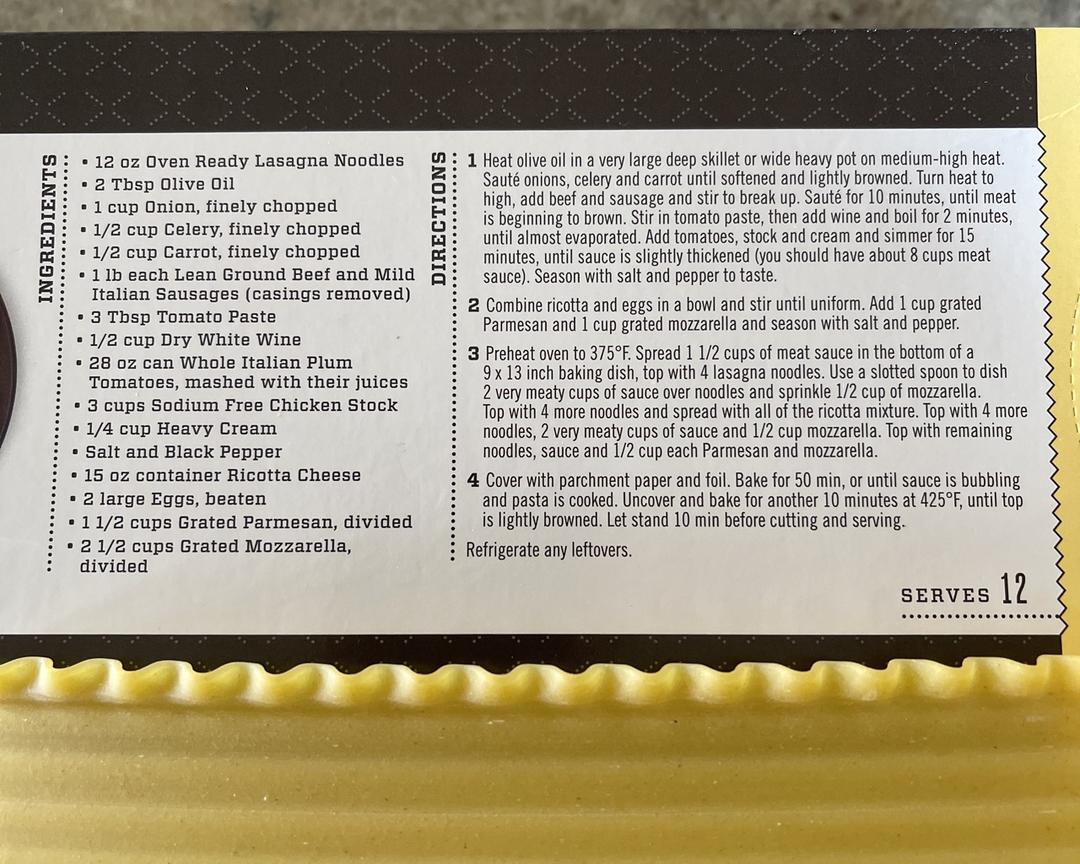 INGREDIENTS
▪ 12 oz Oven Ready Lasagna Noodles
▪ 2 Tbsp Olive Oil
▪ 1 cup Onion, finely chopped
▪ 1/2 cup Celery, finely chopped
▪ 1/2 cup Carrot, finely chopped
▪ 1 lb each Lean Ground Beef and Mild
Italian Sausages (casings removed)
▪ 3 Tbsp Tomato Paste
▪ 1/2 cup Dry White Wine
▪ 28 oz can Whole Italian Plum
Tomatoes, mashed with their juices
▪ 3 cups Sodium Free Chicken Stock
▪ 1/4 cup Heavy Cream
▪ Salt and Black Pepper
▪ 15 oz container Ricotta Cheese
▪ 2 large Eggs, beaten
▪ 1 1/2 cups Grated Parmesan, divided
▪ 2 1/2 cups Grated Mozzarella,
divided
DIRECTIONS
1 Heat olive oil in a very large deep skillet or wide heavy pot on medium-high heat.
Sauté onions, celery and carrot until softened and lightly browned. Turn heat to
high, add beef and sausage and stir to break up. Sauté for 10 minutes, until meat
is beginning to brown. Stir in tomato paste, then add wine and boil for 2 minutes,
until almost evaporated. Add tomatoes, stock and cream and simmer for 15
minutes, until sauce is slightly thickened (you should have about 8 cups meat
sauce). Season with salt and pepper to taste.
2 Combine ricotta and eggs in a bowl and stir until uniform. Add 1 cup grated
Parmesan and 1 cup grated mozzarella and season with salt and pepper.
3 Preheat oven to 375°F. Spread 1 1/2 cups of meat sauce in the bottom of a
9 x 13 inch baking dish, top with 4 lasagna noodles. Use a slotted spoon to dish
2 very meaty cups of sauce over noodles and sprinkle 1/2 cup of mozzarella.
Top with 4 more noodles and spread with all of the ricotta mixture. Top with 4 more
noodles, 2 very meaty cups of sauce and 1/2 cup mozzarella. Top with remaining
noodles, sauce and 1/2 cup each Parmesan and mozzarella.
4 Cover with parchment paper and foil. Bake for 50 min, or until sauce is bubbling
and pasta is cooked. Uncover and bake for another 10 minutes at 425°F, until top
is lightly browned. Let stand 10 min before cutting and serving.
Refrigerate any leftovers.
SERVES 12